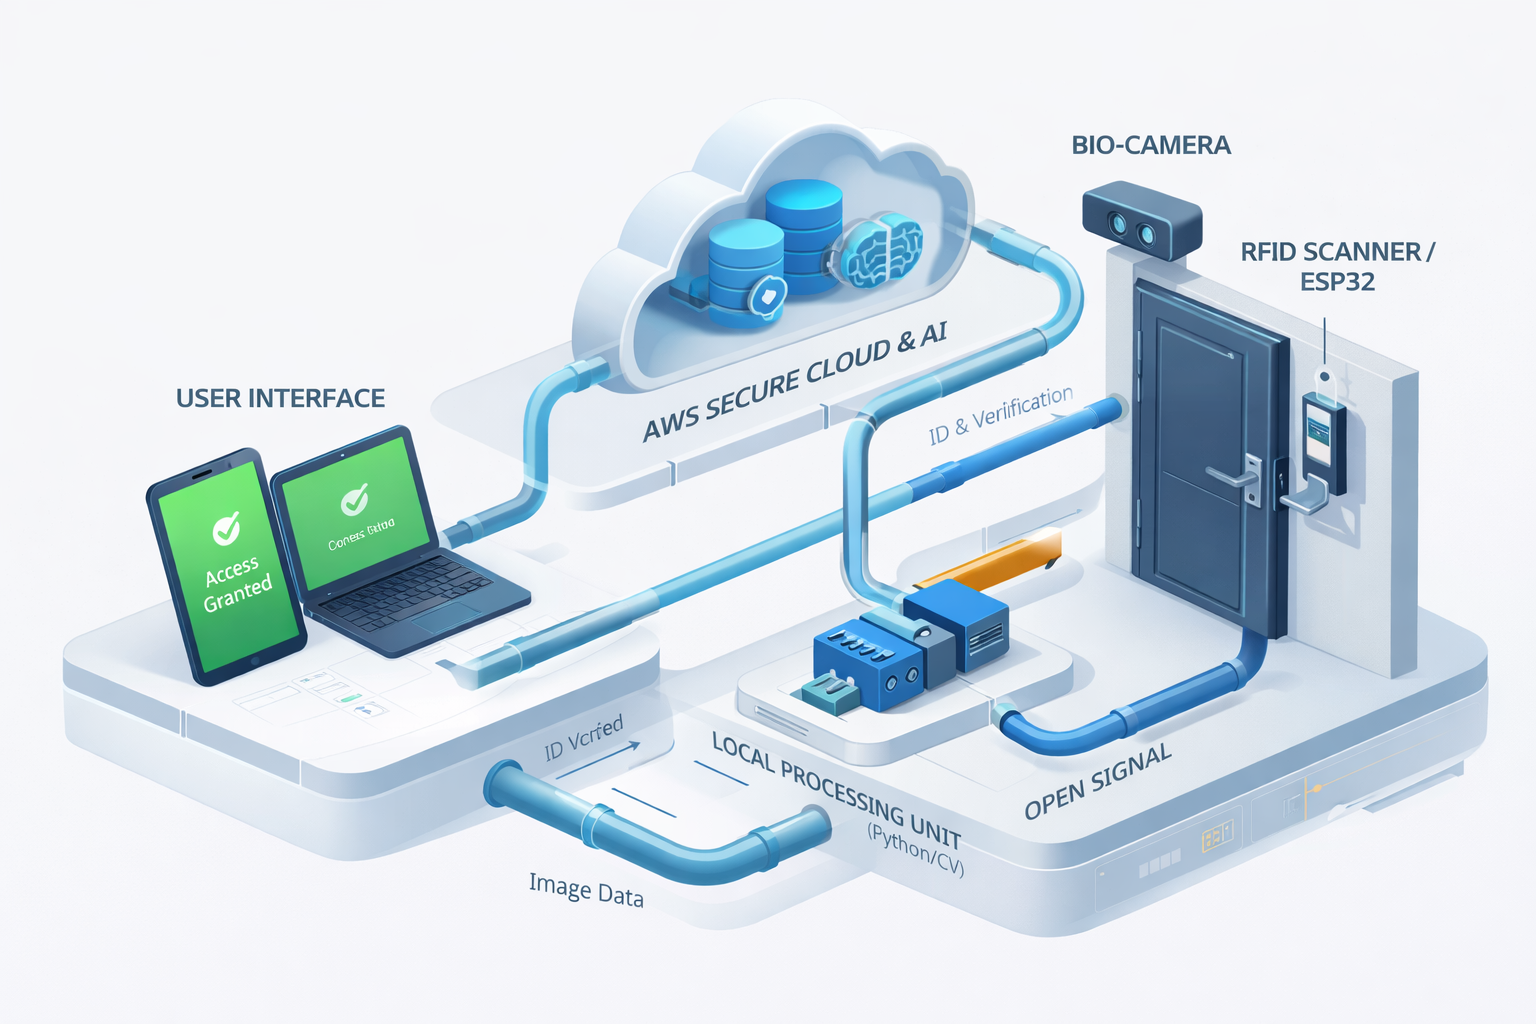 BIO-CAMERA
RFID SCANNER /
ESP32
AWS SECURE CLOUD & AI
USER INTERFACE
ID & Verification
Access
Granted
ID
LOCAL PROCESSING UNIT
(Python/CV)
OPEN SIGNAL
Image Data